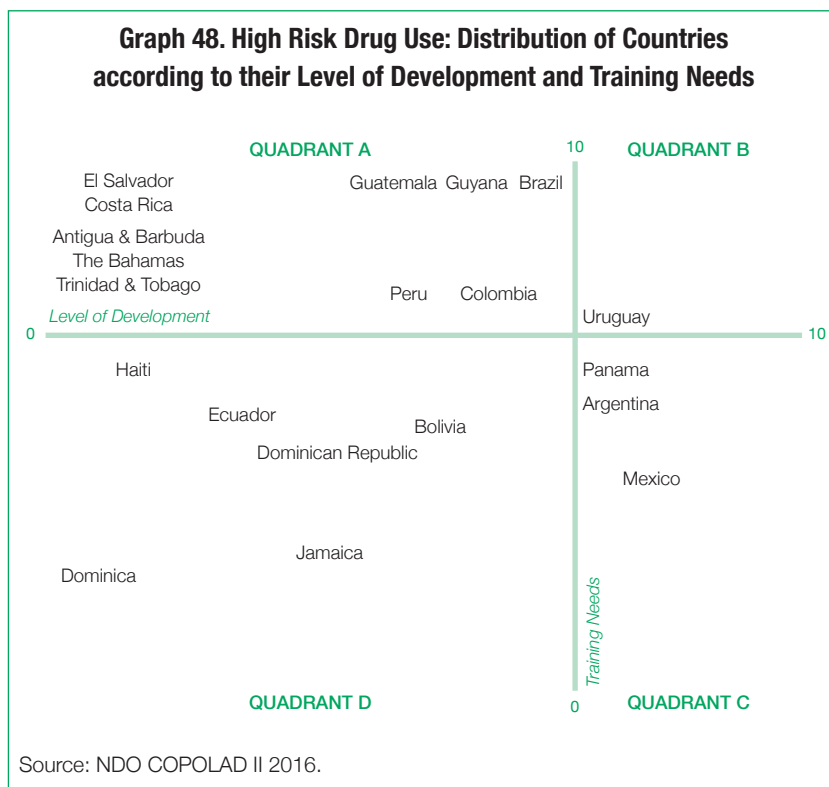 Graph 48. High Risk Drug Use: Distribution of Countries
according to their Level of Development and Training Needs
QUADRANT A
10
QUADRANT B
El Salvador
Costa Rica
Guatemala
Guyana
Brazil
Antigua & Barbuda
The Bahamas
Trinidad & Tobago
Peru
Colombia
Level of Development
Uruguay
0
10
Haiti
Panama
Argentina
Ecuador
Bolivia
Dominican Republic
Mexico
Jamaica
Dominica
Training Needs
QUADRANT D
0
QUADRANT C
Source: NDO COPOLAD II 2016.